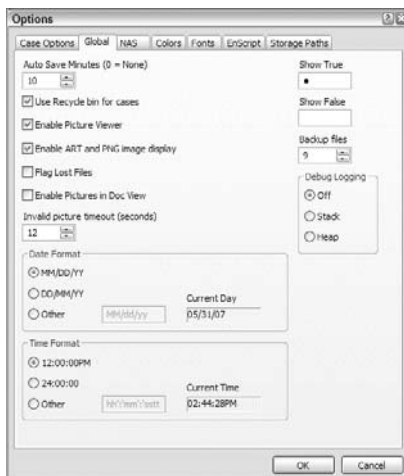 Options
Case Options Global NAS Colors Fonts EnScript Storage Paths
Auto Save Minutes (0 = None)
10
Use Recycle bin for cases
Enable Picture Viewer
Enable ART and PNG image display
Flag Lost Files
Enable Pictures in Doc View
Invalid picture timeout (seconds)
12
Show True
•
Show False
Backup files
9
Debug Logging
Off
Stack
Heap
Date Format
MM/DD/YY
DD/MM/YY
Other MM/dd/yy
Current Day
05/31/07
Time Format
12:00:00PM
24:00:00
Other hh':'mm':'sstt
Current Time
02:44:28PM
OK Cancel